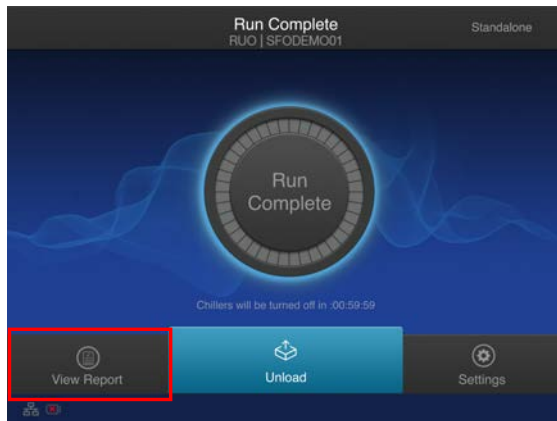 Run Complete
Standalone
RUO | SFODEMO01
Run
Complete
Chillers will be turned off in :00:59:59
View Report
Unload
Settings